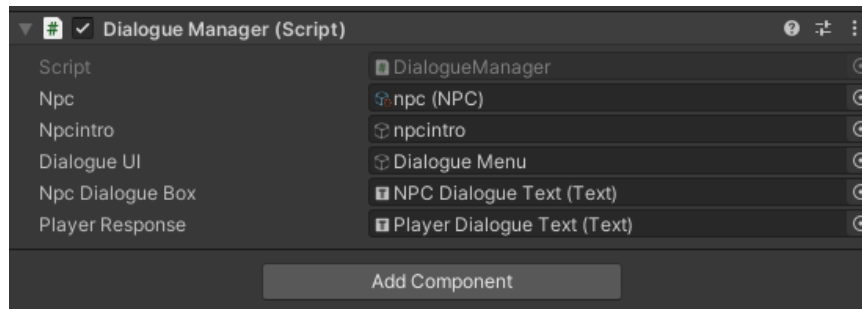 # Dialogue Manager (Script)
Script DialogueManager
Npc npc (NPC)
Npcintro npcintro
Dialogue UI Dialogue Menu
Npc Dialogue Box T NPC Dialogue Text (Text)
Player Response T Player Dialogue Text (Text)
Add Component